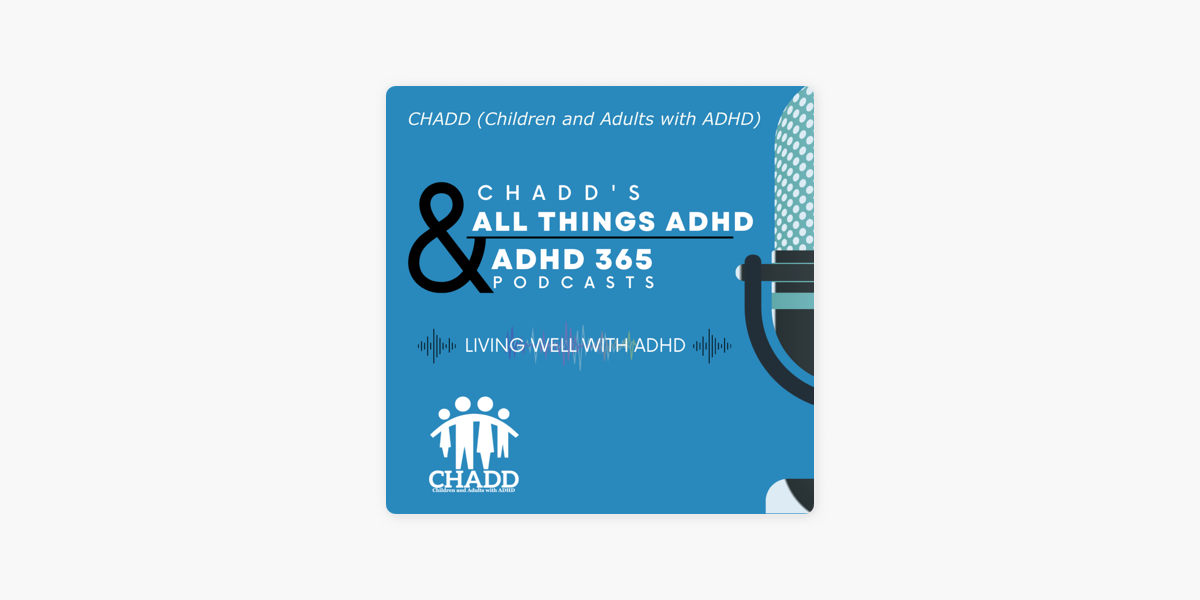 CHADD (Children and Adults with ADHD)
CHADD'S
ALL THINGS ADHD
&
ADHD 365
PODCASTS
LIVING WELL WITH ADHD
CHADD
Children and Adults with ADHD